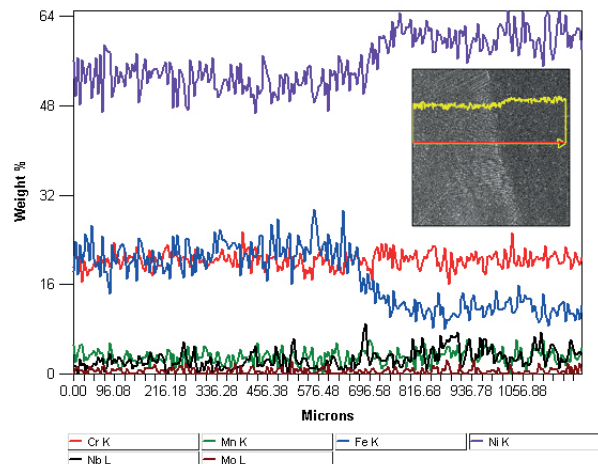 64
48
32
16
0
Weight %
0.00 96.08 216.18 336.28 456.38 576.48 696.58 816.68 936.78 1056.88
Microns
Cr K Mn K Fe K Ni K
Nb L Mo L